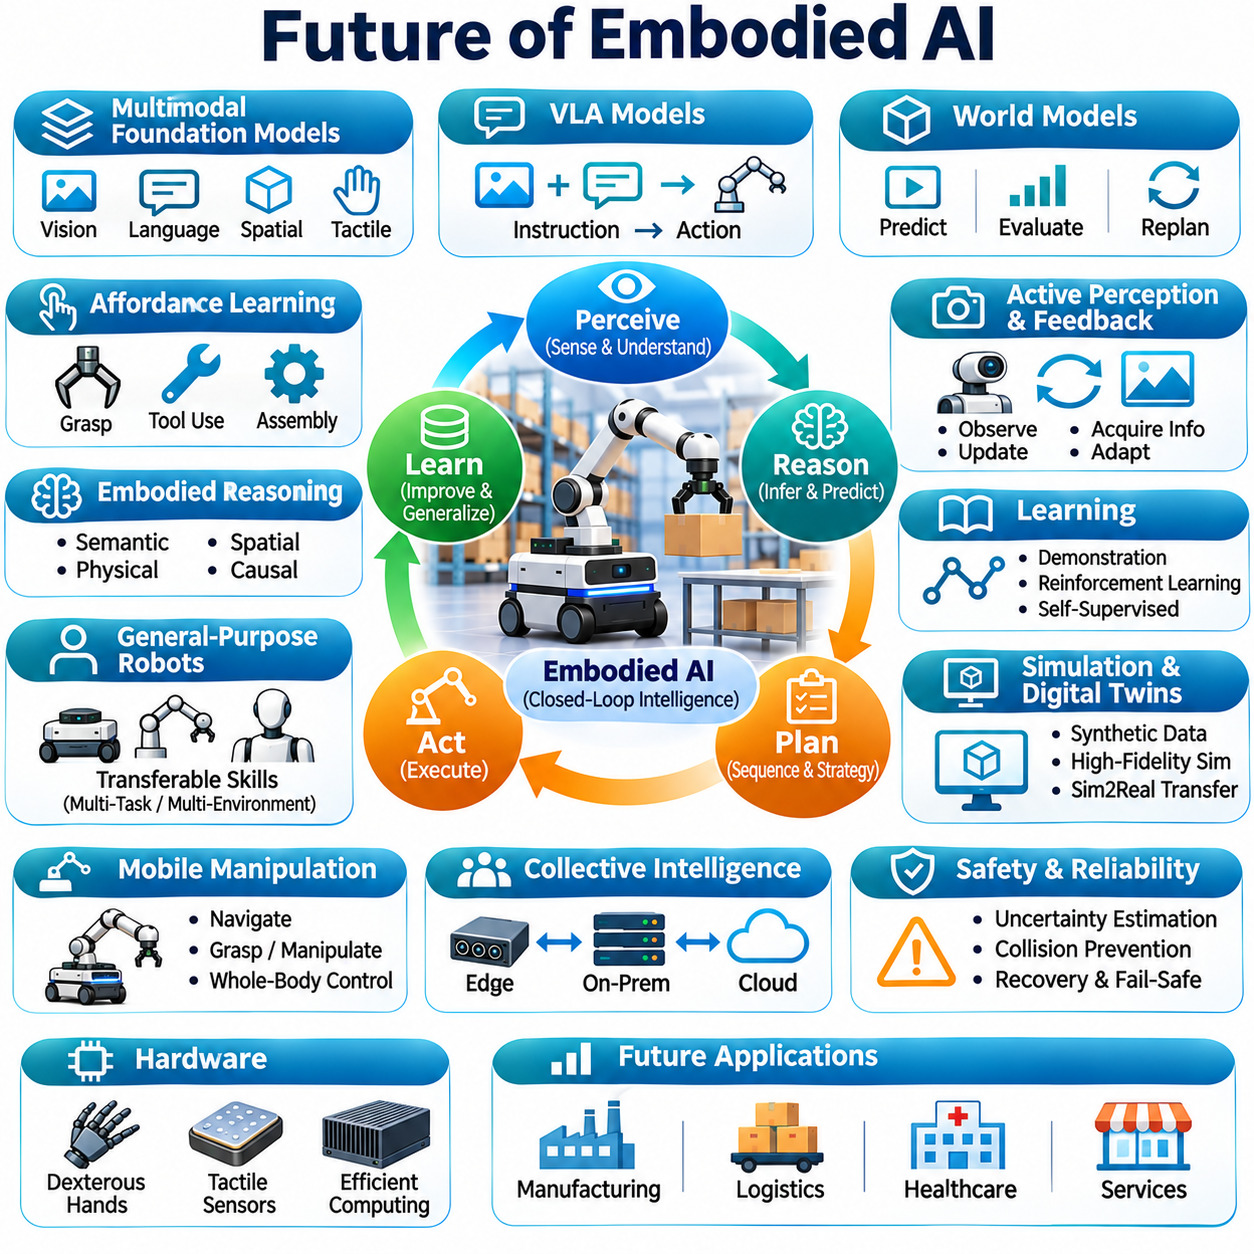 Future of Embodied AI
Multimodal
Foundation Models
Vision
Language
Spatial
Tactile
VLA Models
+
Instruction → Action
World Models
Predict
Evaluate
Replan
Affordance Learning
Grasp
Tool Use
Assembly
Embodied Reasoning
• Semantic
• Spatial
• Physical
• Causal
General-Purpose
Robots
Transferable Skills
(Multi-Task / Multi-Environment)
Perceive
(Sense & Understand)
Reason
(Infer & Predict)
Plan
(Sequence & Strategy)
Act
(Execute)
Learn
(Improve &
Generalize)
Embodied AI
(Closed-Loop Intelligence)
Active Perception
& Feedback
• Observe
• Acquire Info
• Update
• Adapt
Learning
• Demonstration
• Reinforcement Learning
• Self-Supervised
Simulation &
Digital Twins
• Synthetic Data
• High-Fidelity Sim
• Sim2Real Transfer
Mobile Manipulation
• Navigate
• Grasp / Manipulate
• Whole-Body Control
Collective Intelligence
Edge
On-Prem
Cloud
Safety & Reliability
• Uncertainty Estimation
• Collision Prevention
• Recovery & Fail-Safe
Hardware
Dexterous
Hands
Tactile
Sensors
Efficient
Computing
Future Applications
Manufacturing
Logistics
Healthcare
Services